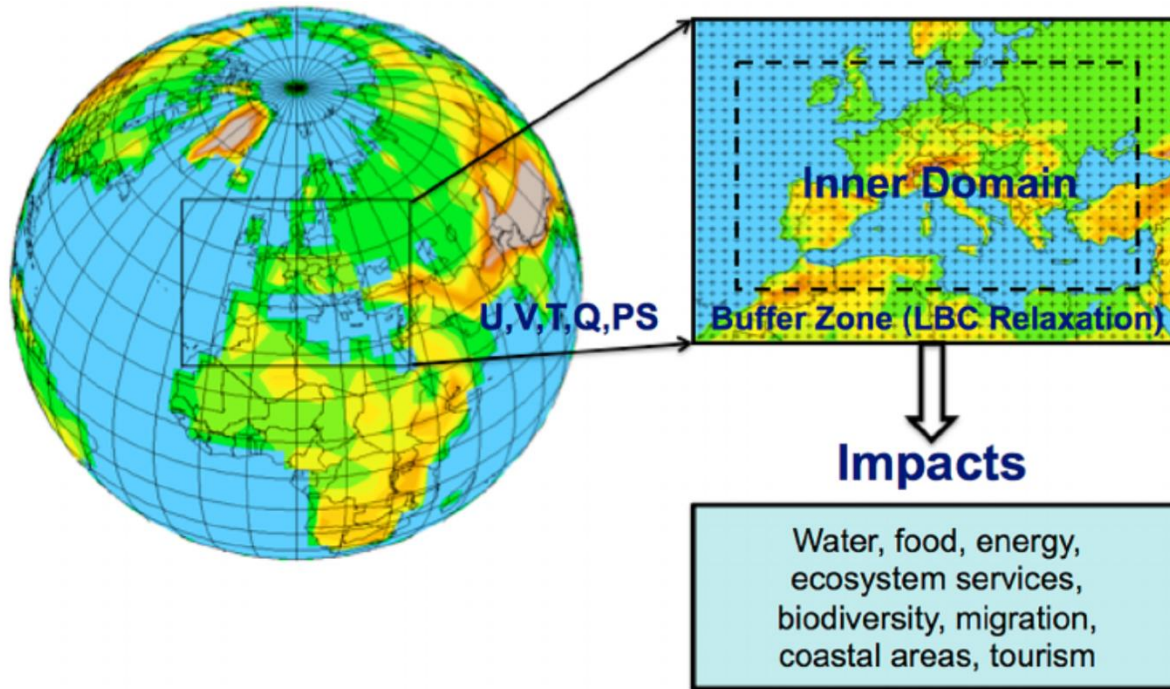 U,V,T,Q,PS
Inner Domain
Buffer Zone (LBC Relaxation)
Impacts
Water, food, energy,
ecosystem services,
biodiversity, migration,
coastal areas, tourism